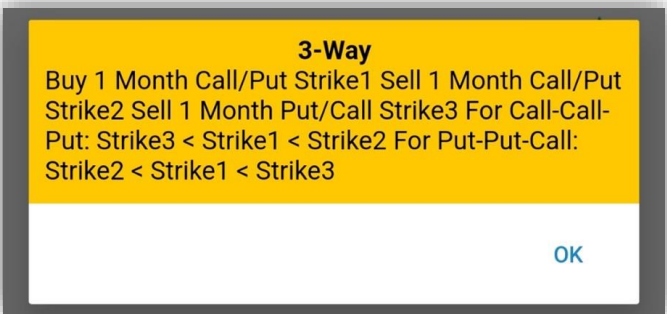 3-Way
Buy 1 Month Call/Put Strike1 Sell 1 Month Call/Put
Strike2 Sell 1 Month Put/Call Strike3 For Call-Call-
Put: Strike3 < Strike1 < Strike2 For Put-Put-Call:
Strike2 < Strike1 < Strike3
OK